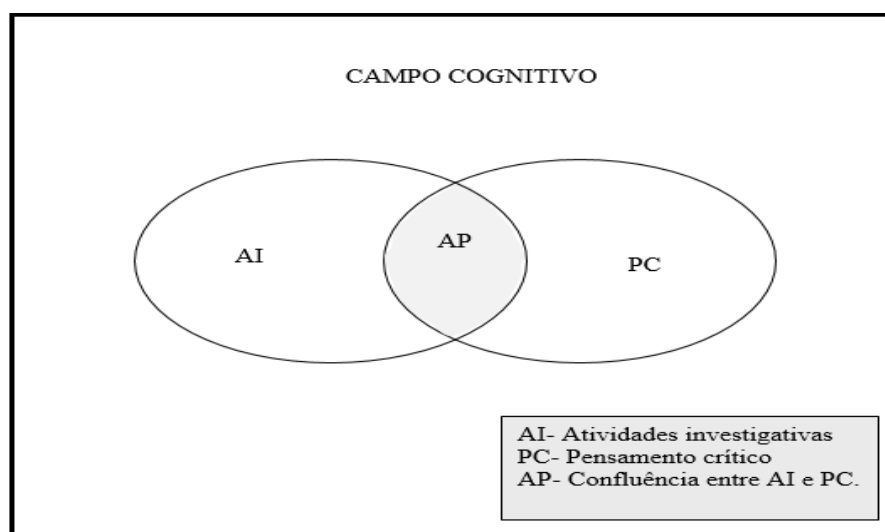 CAMPO COGNITIVO
AI
AP
PC
AI- Atividades investigativas
PC- Pensamento crítico
AP- Confluência entre AI e PC.